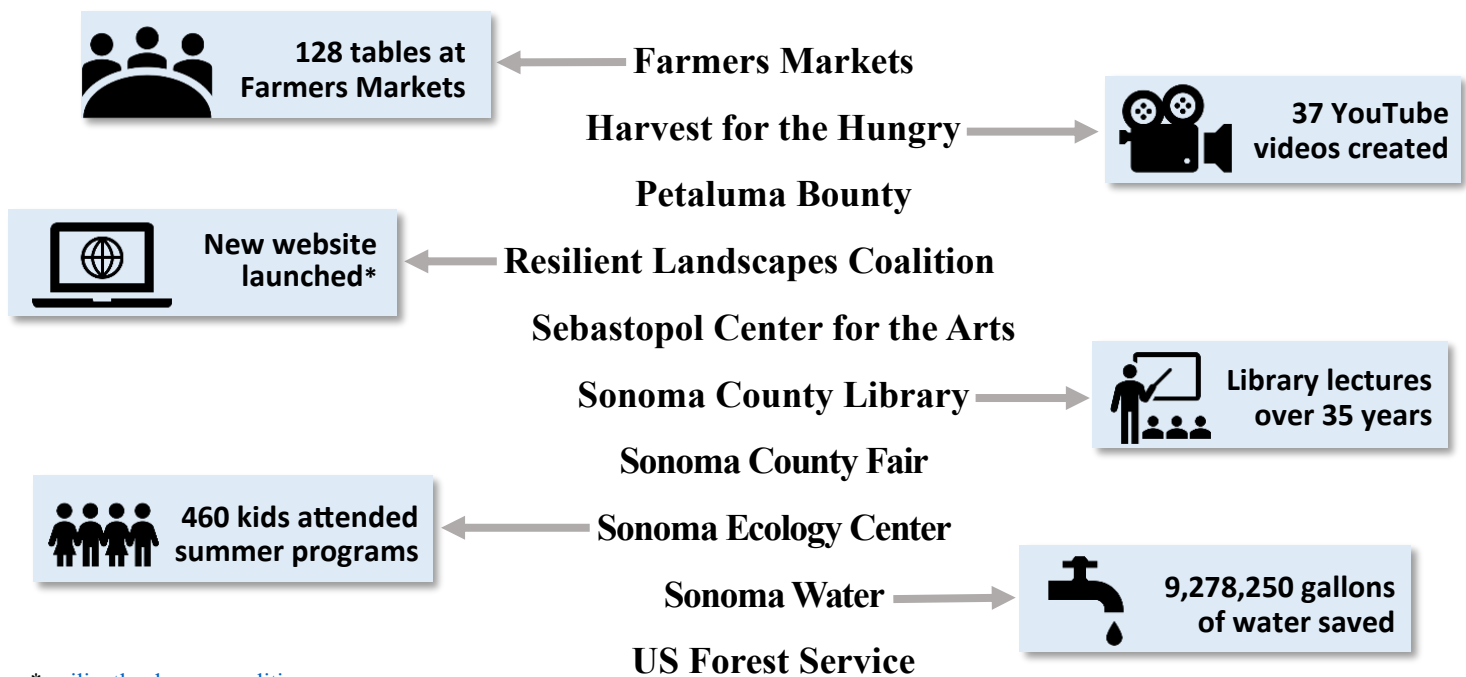 128 tables at
Farmers Markets
Farmers Markets
Harvest for the Hungry
37 YouTube
videos created
Petaluma Bounty
New website
launched*
Resilient Landscapes Coalition
Sebastopol Center for the Arts
Sonoma County Library
Library lectures
over 35 years
Sonoma County Fair
460 kids attended
summer programs
Sonoma Ecology Center
Sonoma Water
9,278,250 gallons
of water saved
US Forest Service